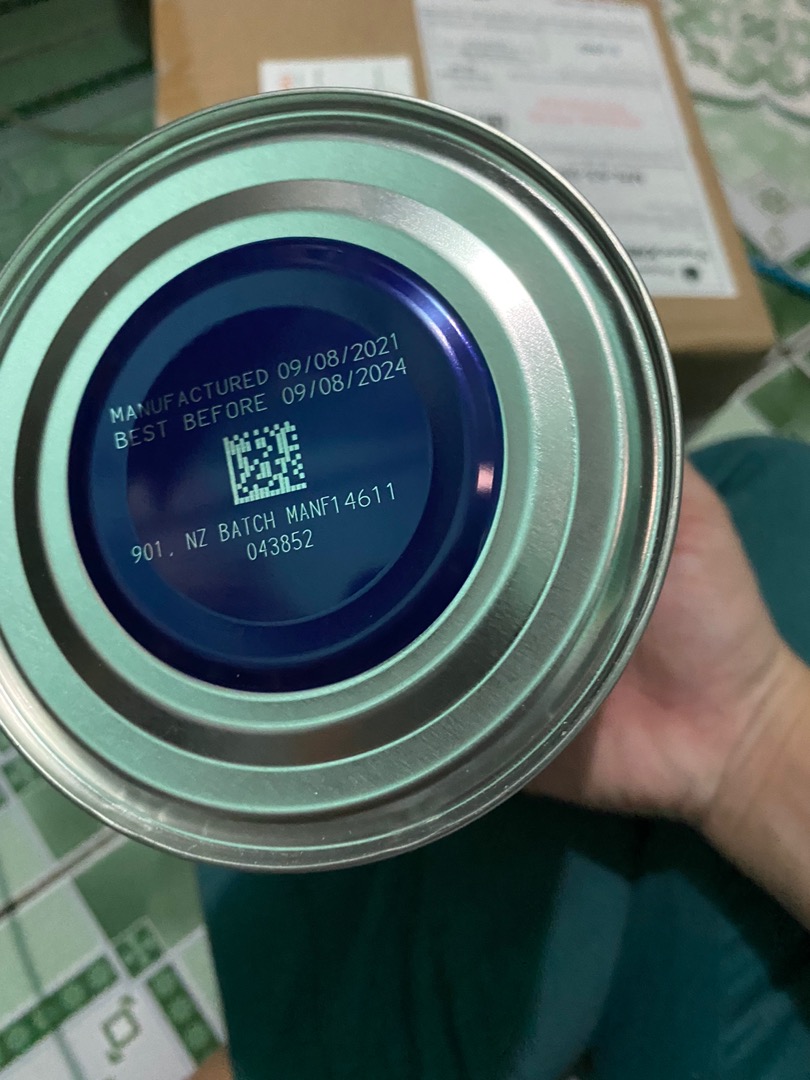 MANUFACTURED 09/08/2021
BEST BEFORE 09/08/2024
901, NZ BATCH MANF14611
043852